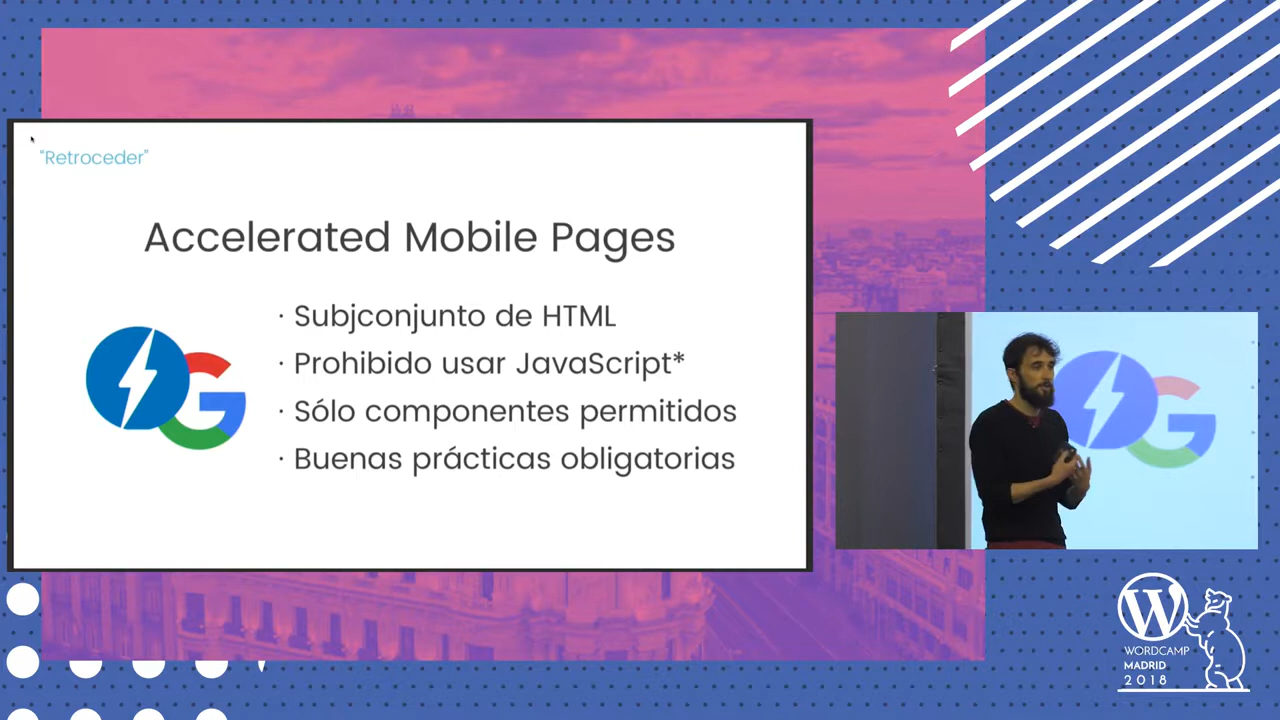 "Retroceder"
Accelerated Mobile Pages
· Subjconjunto de HTML
· Prohibido usar JavaScript*
· Sólo componentes permitidos
· Buenas prácticas obligatorias
WORDCAMP
MADRID
2018